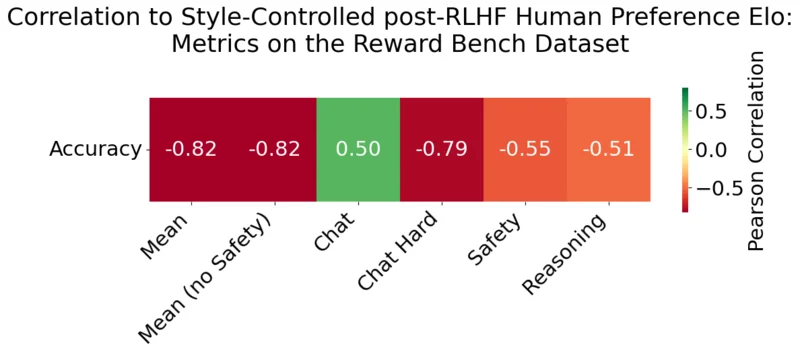 Correlation to Style-Controlled post-RLHF Human Preference Elo:
Metrics on the Reward Bench Dataset
Accuracy
-0.82
-0.82
0.50
-0.79
-0.55
-0.51
Mean
Mean (no Safety)
Chat
Chat Hard
Safety
Reasoning
0.5
0.0
−0.5
Pearson Correlation